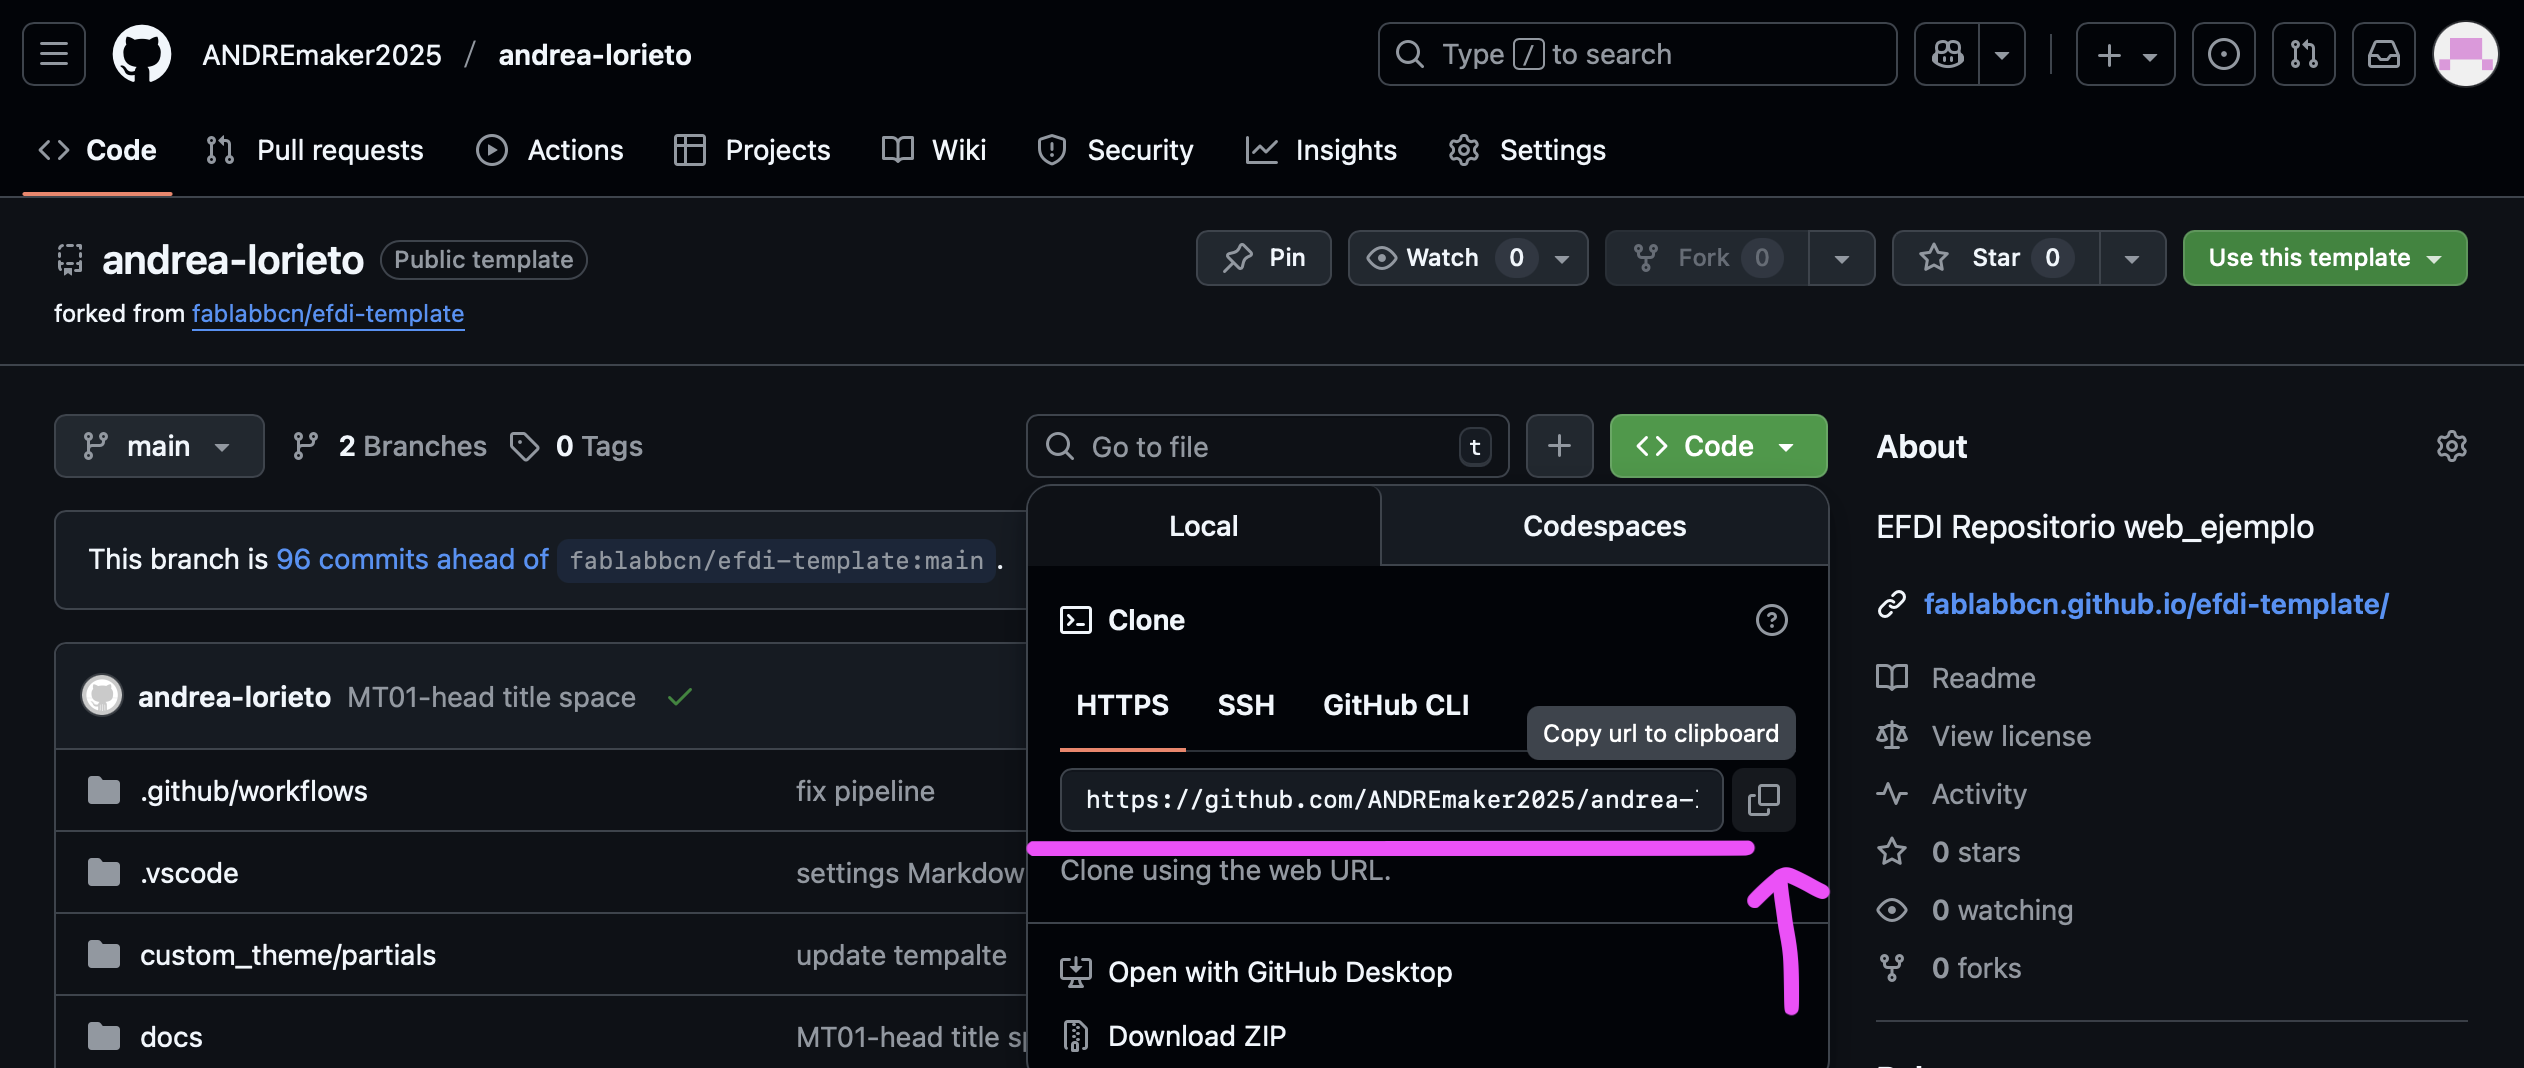 ANDREmaker2025 / andrea-lorieto
Type / to search
Code Pull requests Actions Projects Wiki Security Insights Settings
andrea-lorieto Public template
Pin Watch 0 Fork 0 Star 0 Use this template
forked from fablabbcn/efdi-template
main 2 Branches 0 Tags
Go to file t
Code
This branch is 96 commits ahead of fablabbcn/efdi-template:main .
andrea-lorieto MT01-head title space
.github/workflows fix pipeline
.vscode settings Markdow
custom_theme/partials update tempalte
docs MT01-head title
Local Codespaces
Clone
HTTPS SSH GitHub CLI
Copy url to clipboard
https://github.com/ANDREmaker2025/andrea-
Clone using the web URL.
Open with GitHub Desktop
Download ZIP
About
EFDI Repositorio web_ejemplo
fablabbcn.github.io/efdi-template/
Readme
View license
Activity
0 stars
0 watching
0 forks